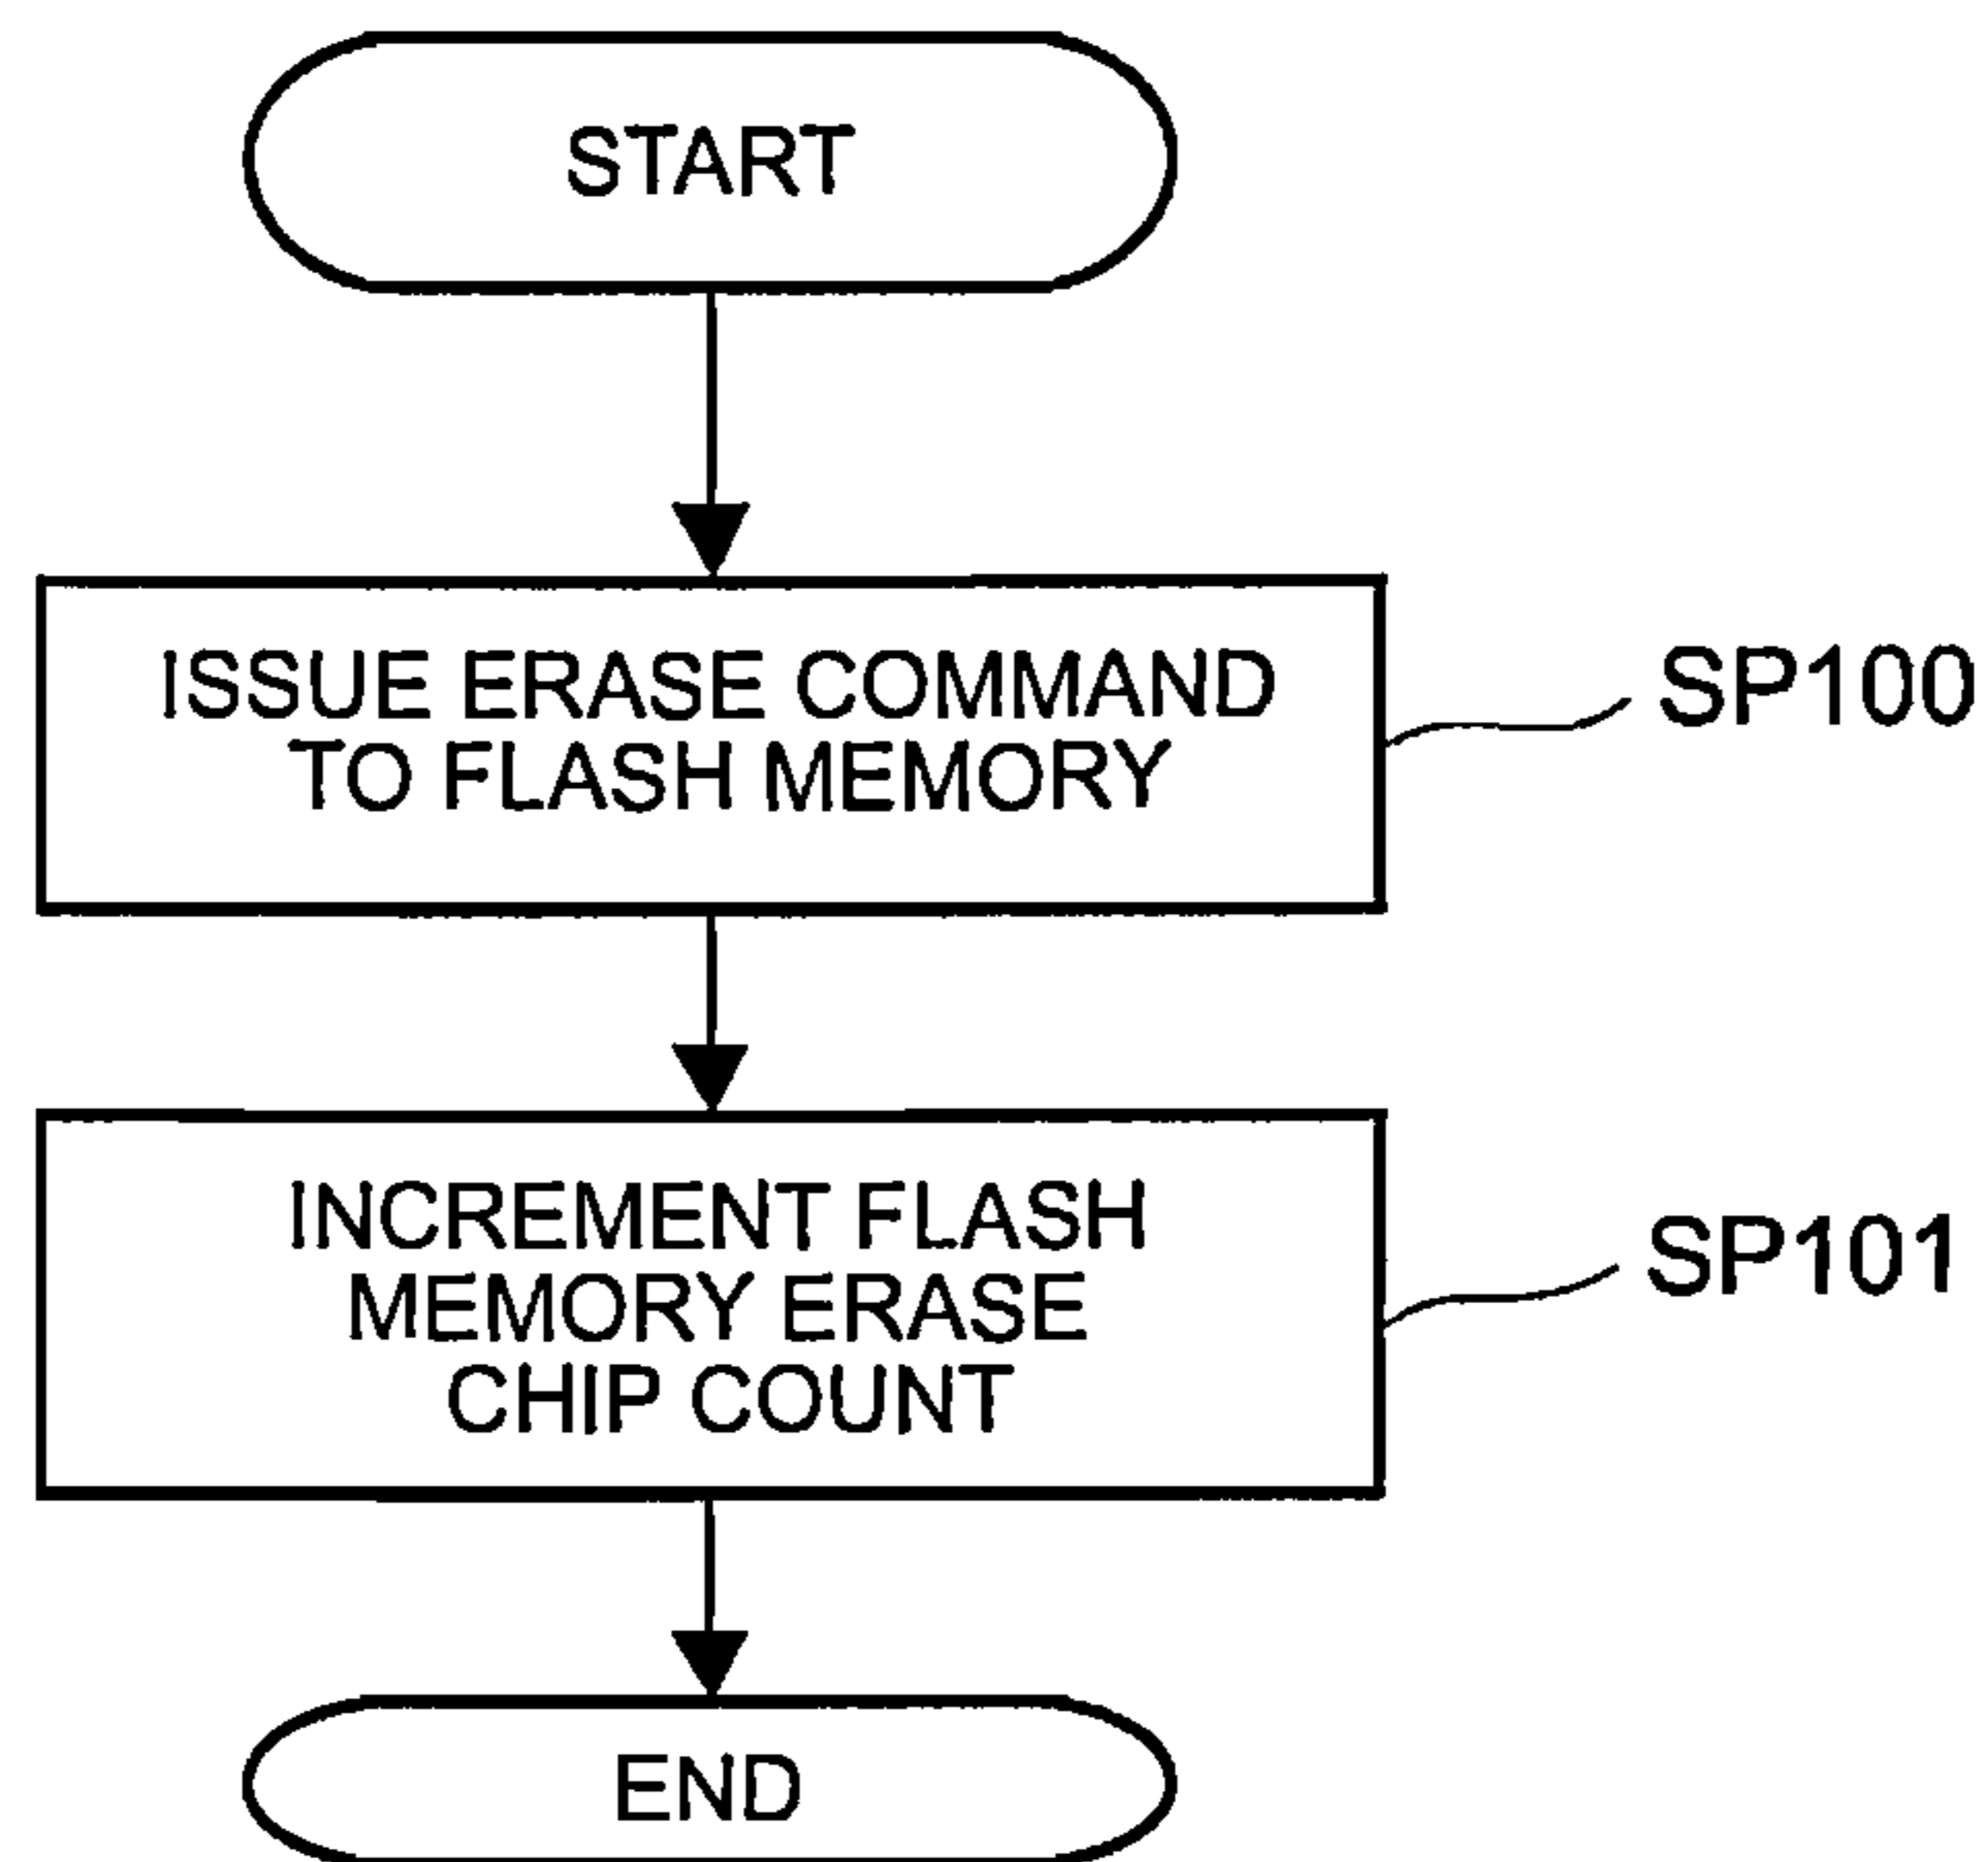 START
ISSUE ERASE COMMAND
TO FLASH MEMORY
SP100
INCREMENT FLASH
MEMORY ERASE
CHIP COUNT
SP101
END